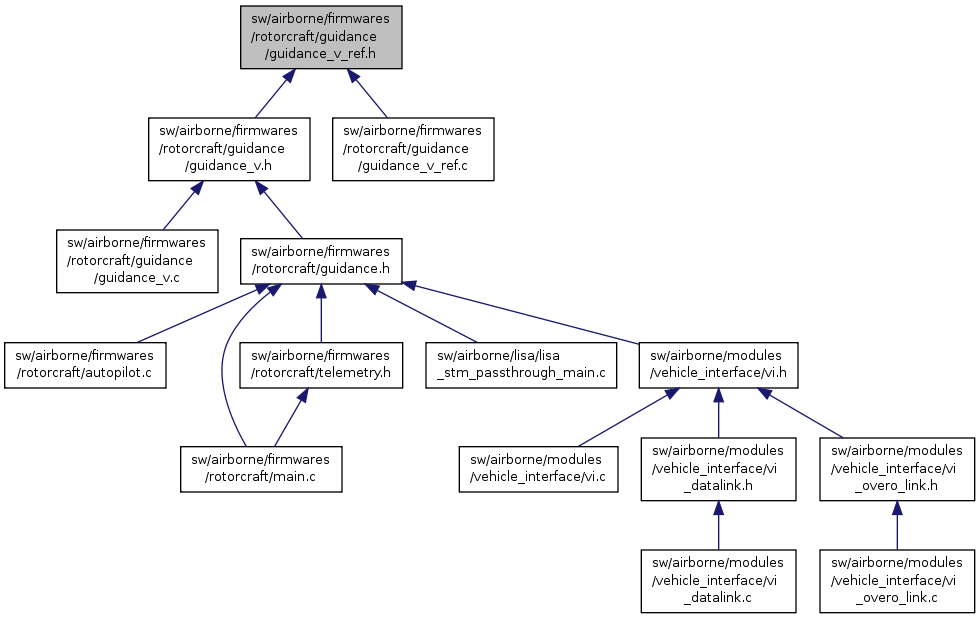 sw/airborne/firmwares
/rotorcraft/guidance
/guidance_v_ref.h
sw/airborne/firmwares
/rotorcraft/guidance
/guidance_v.h
sw/airborne/firmwares
/rotorcraft/guidance
/guidance_v_ref.c
sw/airborne/firmwares
/rotorcraft/guidance
/guidance_v.c
sw/airborne/firmwares
/rotorcraft/guidance.h
sw/airborne/firmwares
/rotorcraft/autopilot.c
sw/airborne/firmwares
/rotorcraft/telemetry.h
sw/airborne/lisa/lisa
_stm_passthrough_main.c
sw/airborne/modules
/vehicle_interface/vi.h
sw/airborne/firmwares
/rotorcraft/main.c
sw/airborne/modules
/vehicle_interface/vi.c
sw/airborne/modules
/vehicle_interface/vi
_datalink.h
sw/airborne/modules
/vehicle_interface/vi
_overo_link.h
sw/airborne/modules
/vehicle_interface/vi
_datalink.c
sw/airborne/modules
/vehicle_interface/vi
_overo_link.c